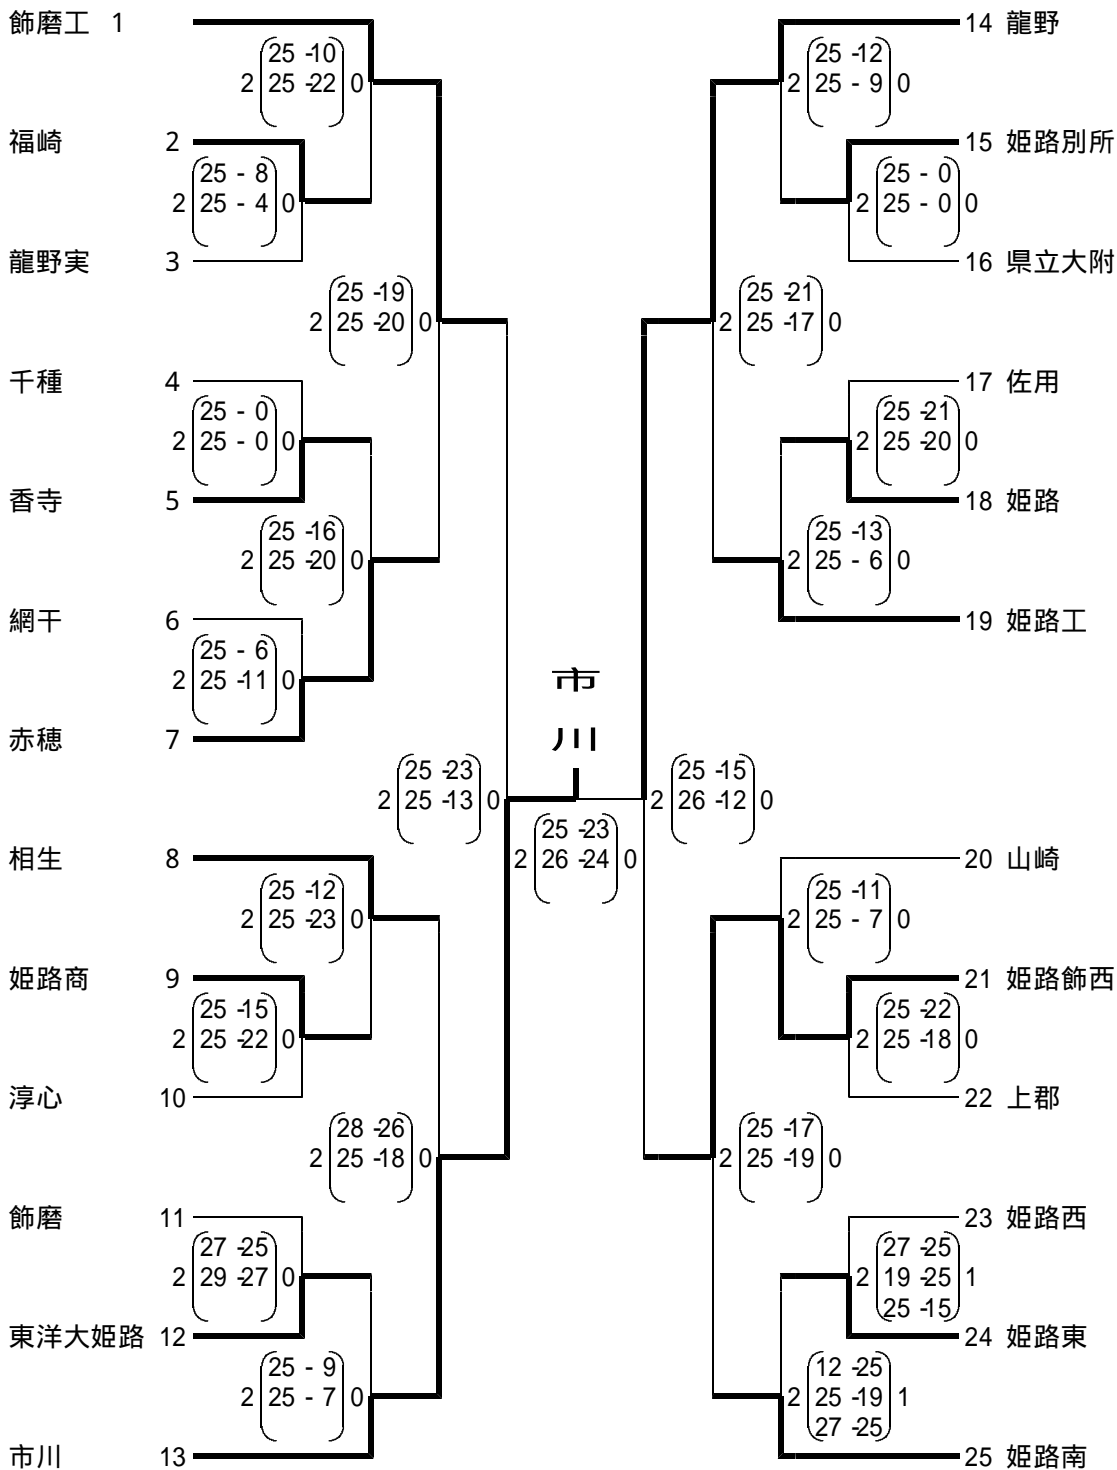 飾磨工 1
25 -10
2 25 -22 0
福崎 2
25 - 8
2 25 - 4 0
龍野実 3
25 -19
2 25 -20 0
千種 4
25 - 0
2 25 - 0 0
香寺 5
25 -16
2 25 -20 0
網干 6
25 - 6
2 25 -11 0
赤穂 7
25 -23
2 25 -13 0
相生 8
25 -12
2 25 -23 0
姫路商 9
25 -15
2 25 -22 0
淳心 10
28 -26
2 25 -18 0
飾磨 11
27 -25
2 29 -27 0
東洋大姫路 12
25 - 9
2 25 - 7 0
市川 13
市
川
25 -23
2 26 -24 0
14 龍野
25 -12
2 25 - 9 0
15 姫路別所
25 - 0
2 25 - 0 0
16 県立大附
25 -21
2 25 -17 0
17 佐用
25 -21
2 25 -20 0
18 姫路
25 -13
2 25 - 6 0
19 姫路工
25 -15
2 26 -12 0
20 山崎
25 -11
2 25 - 7 0
21 姫路飾西
25 -22
2 25 -18 0
22 上郡
25 -17
2 25 -19 0
23 姫路西
27 -25
2 19 -25 1
25 -15
24 姫路東
12 -25
2 25 -19 1
27 -25
25 姫路南